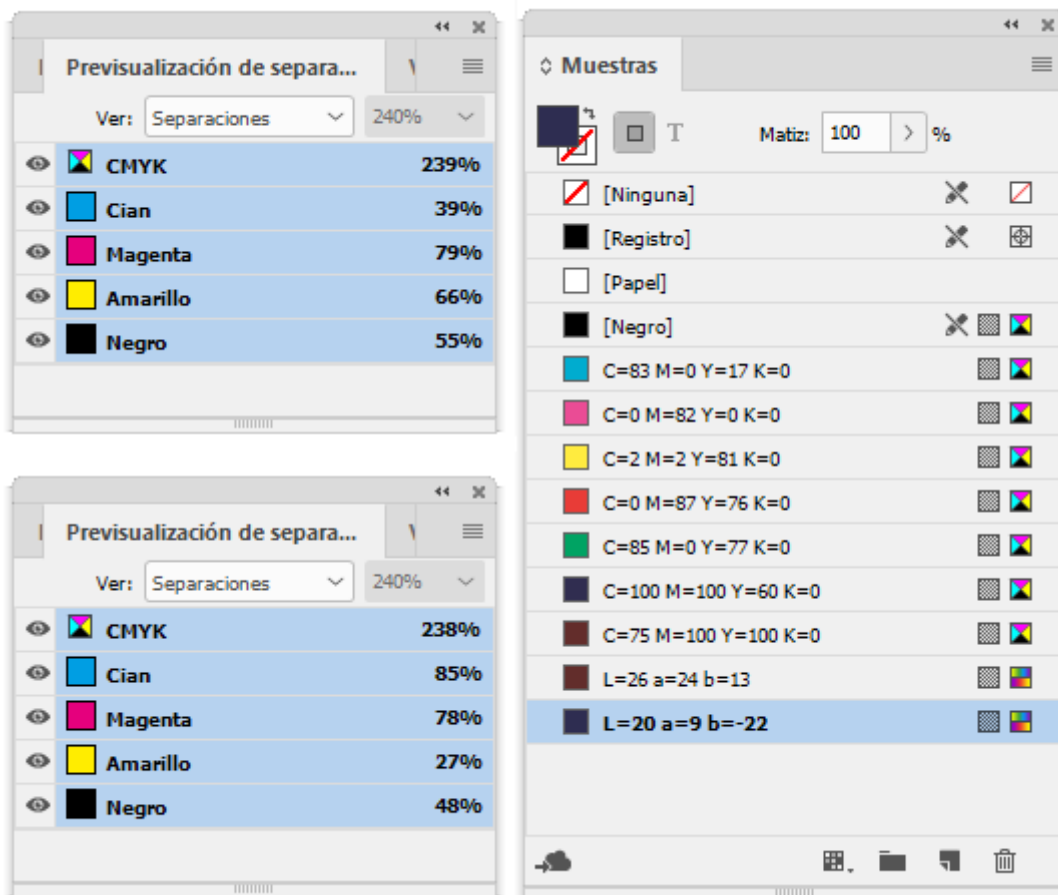 Previsualización de separa...
Ver: Separaciones 240%
CMYK 239%
Cian 39%
Magenta 79%
Amarillo 66%
Negro 55%
Previsualización de separa...
Ver: Separaciones 240%
CMYK 238%
Cian 85%
Magenta 78%
Amarillo 27%
Negro 48%
Muestras
T Matiz: 100 %
[Ninguna]
[Registro]
[Papel]
[Negro]
C=83 M=0 Y=17 K=0
C=0 M=82 Y=0 K=0
C=2 M=2 Y=81 K=0
C=0 M=87 Y=76 K=0
C=85 M=0 Y=77 K=0
C=100 M=100 Y=60 K=0
C=75 M=100 Y=100 K=0
L=26 a=24 b=13
L=20 a=9 b=-22